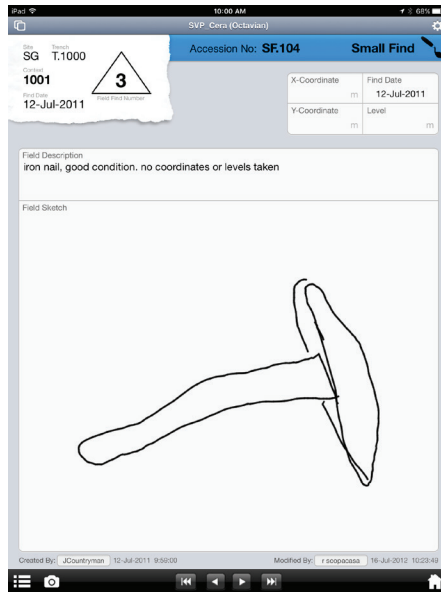 iPad 10:00 AM 68%
SVP_Cera (Octavian)
Site Trench
SG T.1000
Context
1001
Find Date
12-Jul-2011
3
Field Find Number
Accession No: SF.104 Small Find
X-Coordinate
m
Find Date
12-Jul-2011
Y-Coordinate
m
Level
m
Field Description
iron nail, good condition. no coordinates or levels taken
Field Sketch
Created By: JCountryman 12-Jul-2011 9:59:00 Modified By: r scopacasa 16-Jul-2012 10:23:49